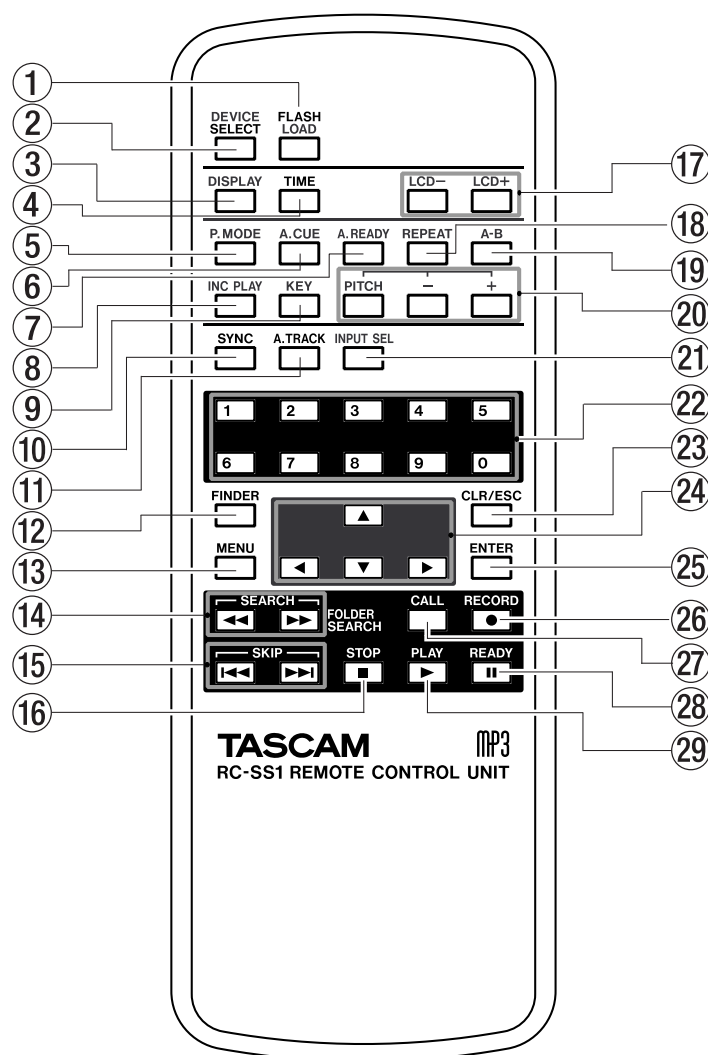 1
2
3
4
5
6
7
8
9
10
11
12
13
14
15
16
DEVICE SELECT
FLASH LOAD
DISPLAY
TIME
LCD−
LCD+
P.MODE
A.CUE
A.READY
REPEAT
A-B
INC PLAY
KEY
PITCH
−
+
SYNC
A.TRACK
INPUT SEL
1
2
3
4
5
6
7
8
9
0
FINDER
CLR/ESC
MENU
ENTER
SEARCH
FOLDER SEARCH
CALL
RECORD
SKIP
STOP
PLAY
READY
TASCAM
MP3
RC-SS1 REMOTE CONTROL UNIT
17
18
19
20
21
22
23
24
25
26
27
28
29